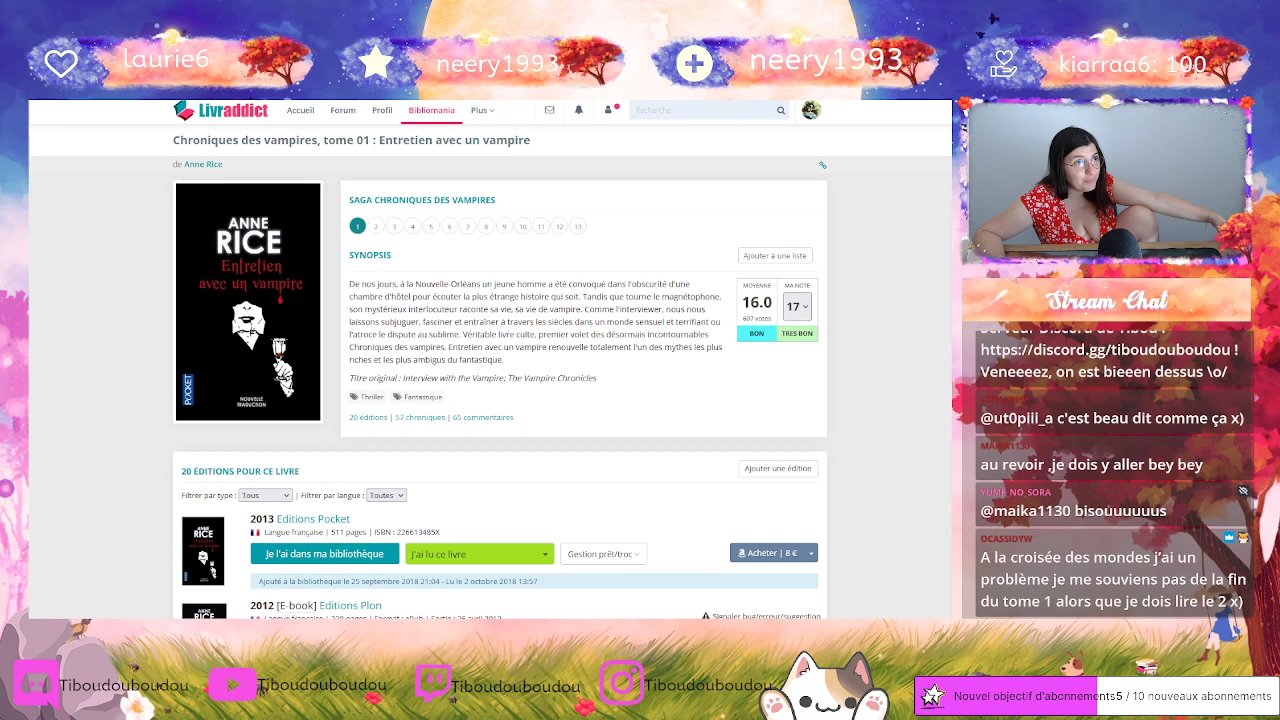 laurie6
neery1993
neery1993
kiarraa6: 100
Livraddict
Accueil
Forum
Profil
Bibliomania
Plus
Recherche
Chroniques des vampires, tome 01 : Entretien avec un vampire
de Anne Rice
ANNE
RICE
Entretien
avec un vampire
POCKET
NOUVELLE
TRADUCTION
SAGA CHRONIQUES DES VAMPIRES
1 2 3 4 5 6 7 8 9 10 11 12 13
SYNOPSIS
Ajouter à une liste
De nos jours, à la Nouvelle-Orléans un jeune homme a été convoqué dans l'obscurité d'une
chambre d'hôtel pour écouter la plus étrange histoire qui soit. Tandis que tourne le magnétophone,
son mystérieux interlocuteur raconte sa vie, sa vie de vampire. Comme l'interviewer, nous nous
laissons subjuguer, fasciner et entraîner à travers les siècles dans un monde sensuel et terrifiant ou
l'atroce le dispute au sublime. Véritable livre culte, premier volet des désormais incontournables
Chroniques des vampires, Entretien avec un vampire renouvelle totalement l'un des mythes les plus
riches et les plus ambigus du fantastique.
MOYENNE
16.0
607 votes
BON
MA NOTE
17
TRES BON
Titre original : Interview with the Vampire: The Vampire Chronicles
Thriller Fantastique
20 éditions | 57 chroniques | 65 commentaires
20 ÉDITIONS POUR CE LIVRE
Ajouter une édition
Filtrer par type : Tous | Filtrer par langue : Toutes
ANNE
RICE
2013 Editions Pocket
Langue française | 511 pages | ISBN : 226613485X
Je l'ai dans ma bibliothèque
J'ai lu ce livre
Gestion prêt/troc
Acheter | 8 €
Ajouté à la bibliothèque le 25 septembre 2018 21:04 - Lu le 2 octobre 2018 13:57
ANNE
2012 [E-book] Editions Plon
Signaler bug/erreur/suggestion
Stream Chat
serveur Discord de Tibou !
https://discord.gg/tiboudouboudou !
Veneeeez, on est bieeen dessus \o/
@ut0piii_a c'est beau dit comme ça x)
MAIKA1130
au revoir ,je dois y aller bey bey
YUME_NO_SORA
@maika1130 bisouuuuus
OCASSIDYW
A la croisée des mondes j'ai un
problème je me souviens pas de la fin
du tome 1 alors que je dois lire le 2 x)
Tiboudouboudou
Tiboudouboudou
Tiboudouboudou
Tiboudouboudou
Nouvel objectif d'abonnements5 / 10 nouveaux abonnements